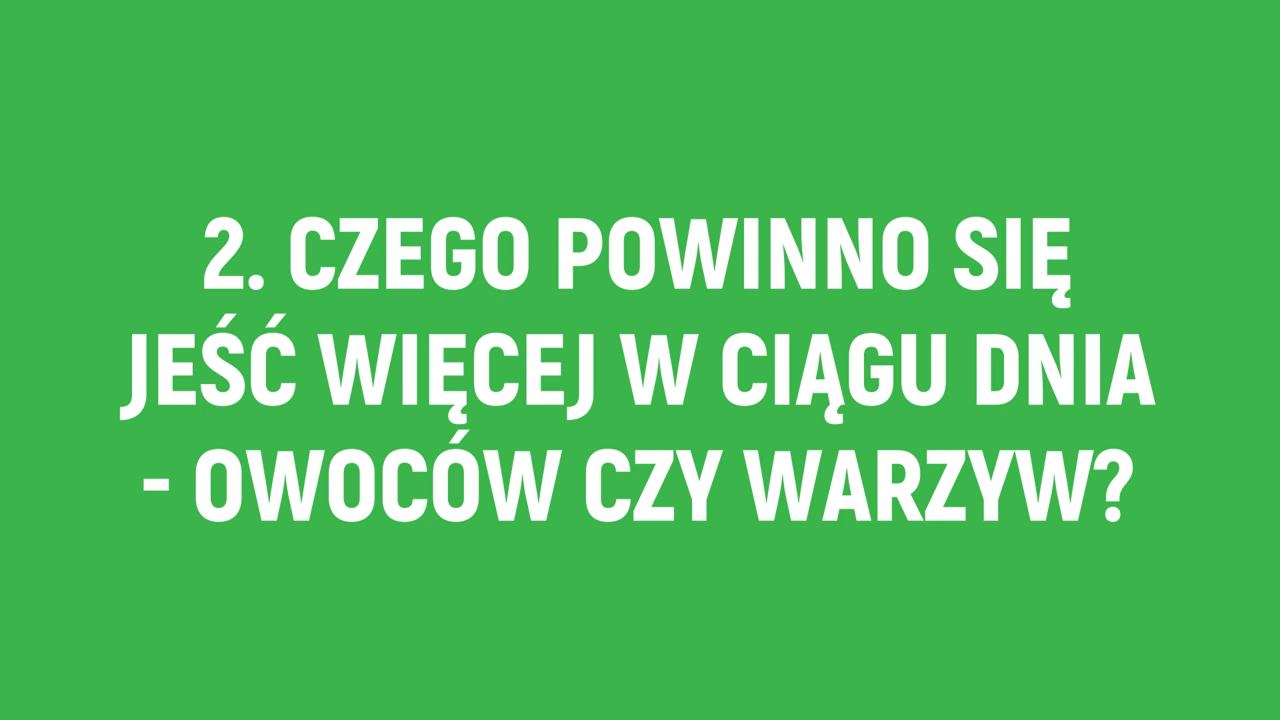 2. CZEGO POWINNO SIĘ
JEŚĆ WIĘCEJ W CIĄGU DNIA
- OWOCÓW CZY WARZYW?